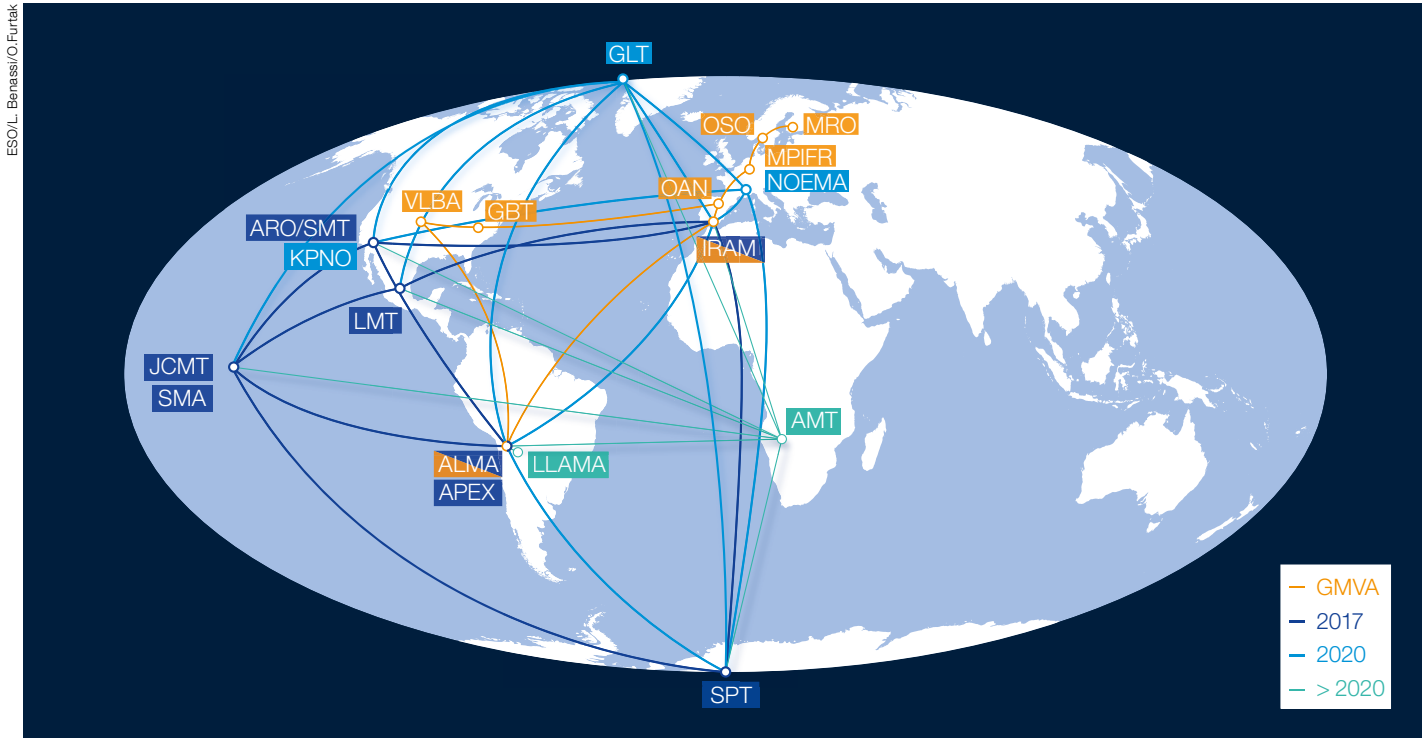 ESO/L. Benassi/O.Furtak
GLT
OSO
MRO
MPIFR
NOEMA
OAN
VLBA
GBT
ARO/SMT
KPNO
IRAM
LMT
JCMT
SMA
AMT
ALMA
LLAMA
APEX
SPT
GMVA
2017
2020
> 2020